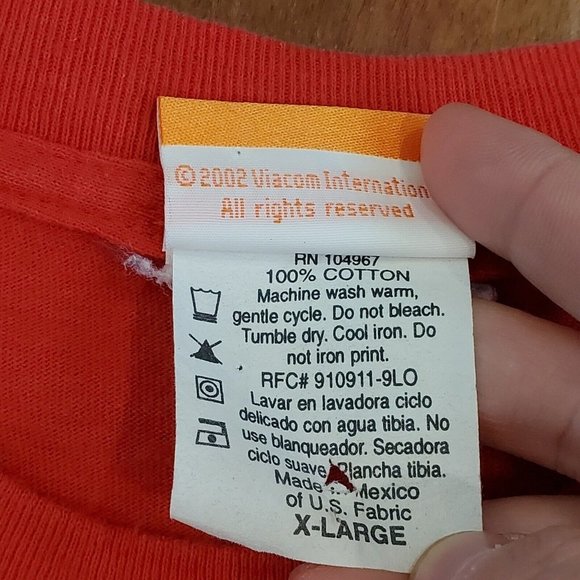 © 2002 Viacom Internation
All rights reserved
RN 104967
100% COTTON
Machine wash warm,
gentle cycle. Do not bleach.
Tumble dry. Cool iron. Do
not iron print.
RFC# 910911-9LO
Lavar en lavadora ciclo
delicado con agua tibia. No
use blanqueador. Secadora
ciclo suave. Plancha tibia.
Made in Mexico
of U.S. Fabric
X-LARGE